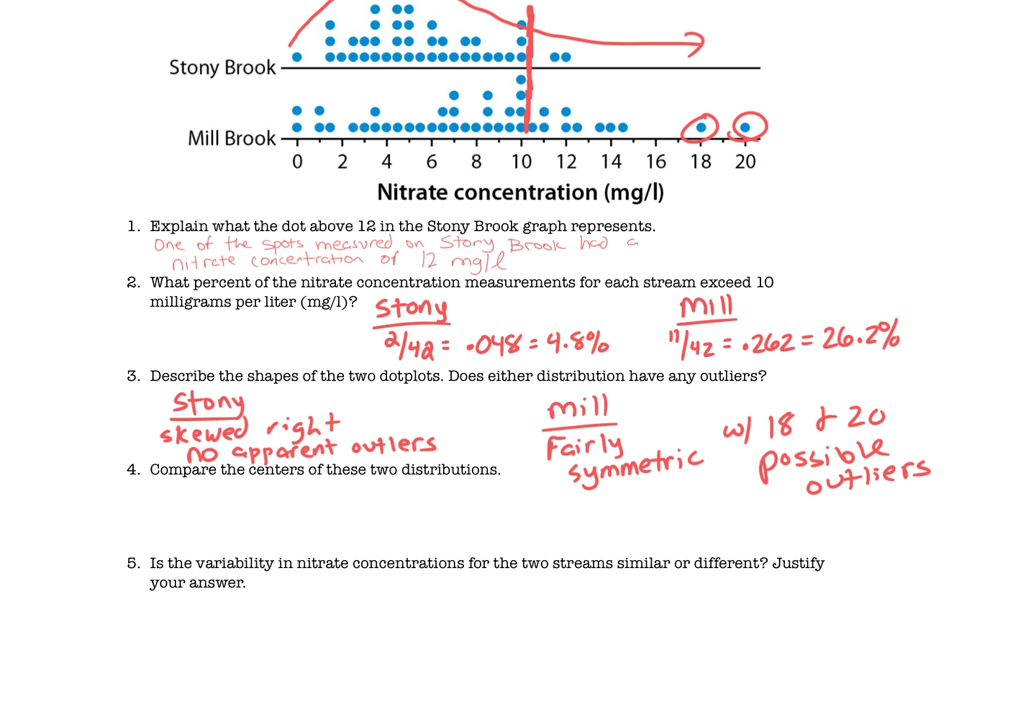 Stony Brook
Mill Brook
0 2 4 6 8 10 12 14 16 18 20
Nitrate concentration (mg/l)
1. Explain what the dot above 12 in the Stony Brook graph represents.
One of the spots measured on Stony Brook had a
nitrate concentration of 12 mg/l
2. What percent of the nitrate concentration measurements for each stream exceed 10
milligrams per liter (mg/l)?
Stony
2/42 = .048 = 4.8%
Mill
11/42 = .262 = 26.2%
3. Describe the shapes of the two dotplots. Does either distribution have any outliers?
Stony
skewed right
no apparent outlers
mill
Fairly
symmetric
w/ 18 & 20
possible
outliers
4. Compare the centers of these two distributions.
5. Is the variability in nitrate concentrations for the two streams similar or different? Justify
your answer.